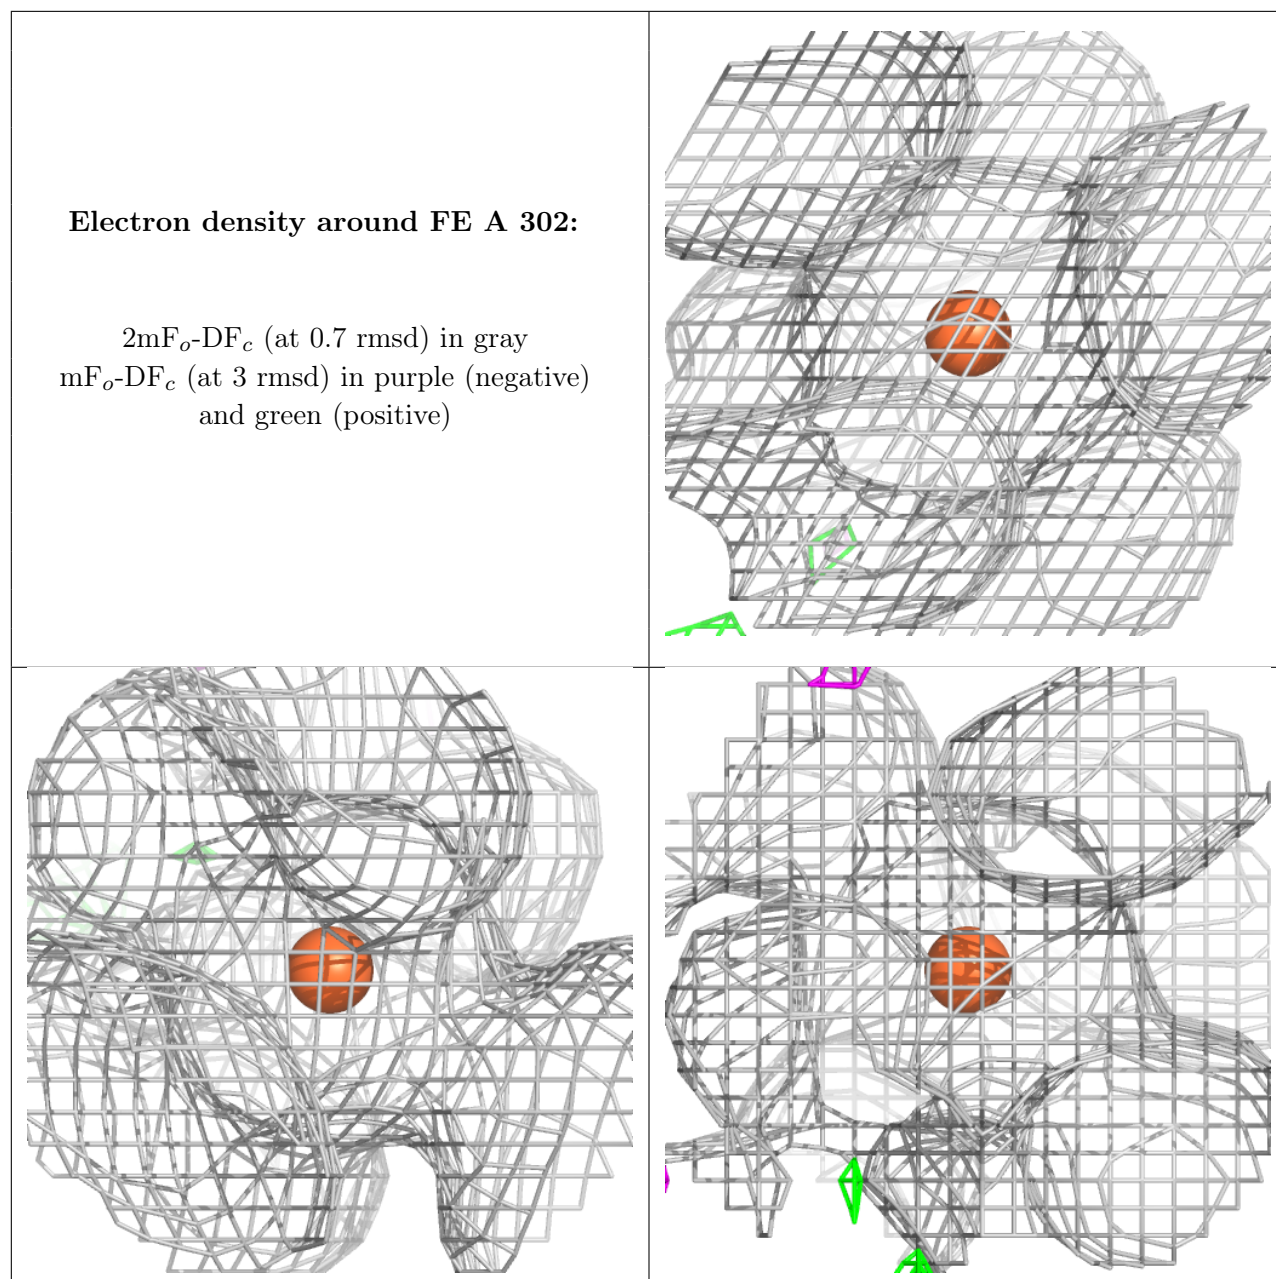 Electron density around FE A 302:
2mFo-DFc (at 0.7 rmsd) in gray
mFo-DFc (at 3 rmsd) in purple (negative)
and green (positive)